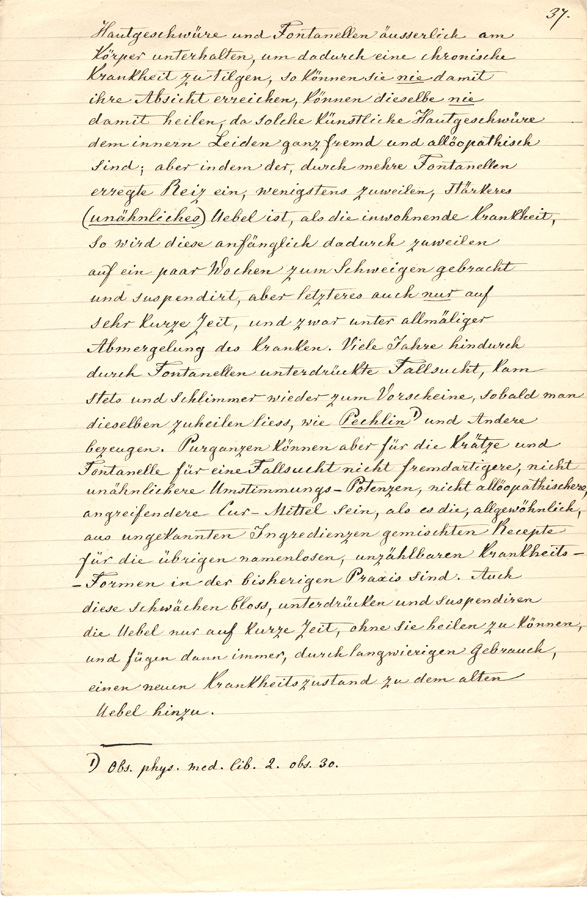 37.
Hautgeschwüre und Fontanellen äusserlich am
Körper unterhalten, um dadurch eine chronische
Krankheit zu tilgen, so können sie nie damit
ihre Absicht erreichen, können dieselbe nie
damit heilen, da solche künstliche Hautgeschwüre
dem innern Leiden ganz fremd und allöopathisch
sind; aber indem der, durch mehre Fontanellen
erregte Reiz ein, wenigstens zuweilen, stärkeres
(unähnliches) Uebel ist, als die inwohnende Krankheit,
so wird diese anfänglich dadurch zuweilen
auf ein paar Wochen zum Schweigen gebracht
und suspendirt, aber letzteres auch nur auf
sehr kurze Zeit, und zwar unter allmäliger
Abmergelung des Kranken. Viele Jahre hindurch
durch Fontanellen unterdrückte Fallsucht, kam
stets und schlimmer wieder zum Vorscheine, sobald man
dieselben zuheilen liess, wie Pechlin 1) und Andere
bezeugen. Purganzen können aber für die Krätze und
Fontanelle für eine Fallsucht nicht fremdartigere, nicht
unähnlichere Umstimmungs-Potenzen, nicht allöopathischere,
angreifendere Cur-Mittel sein, als es die, allgewöhnlich,
aus ungekannten Ingredienzen gemischten Recepte
für die übrigen namenlosen, unzählbaren Krankheits-
-Formen in der bisherigen Praxis sind. Auch
diese schwächen bloss, unterdrücken und suspendiren
die Uebel nur auf kurze Zeit, ohne sie heilen zu können,
und fügen dann immer, durch langwierigen Gebrauch,
einen neuen Krankheitszustand zu dem alten
Uebel hinzu.
1) Obs. phys. med. lib. 2. obs. 30.